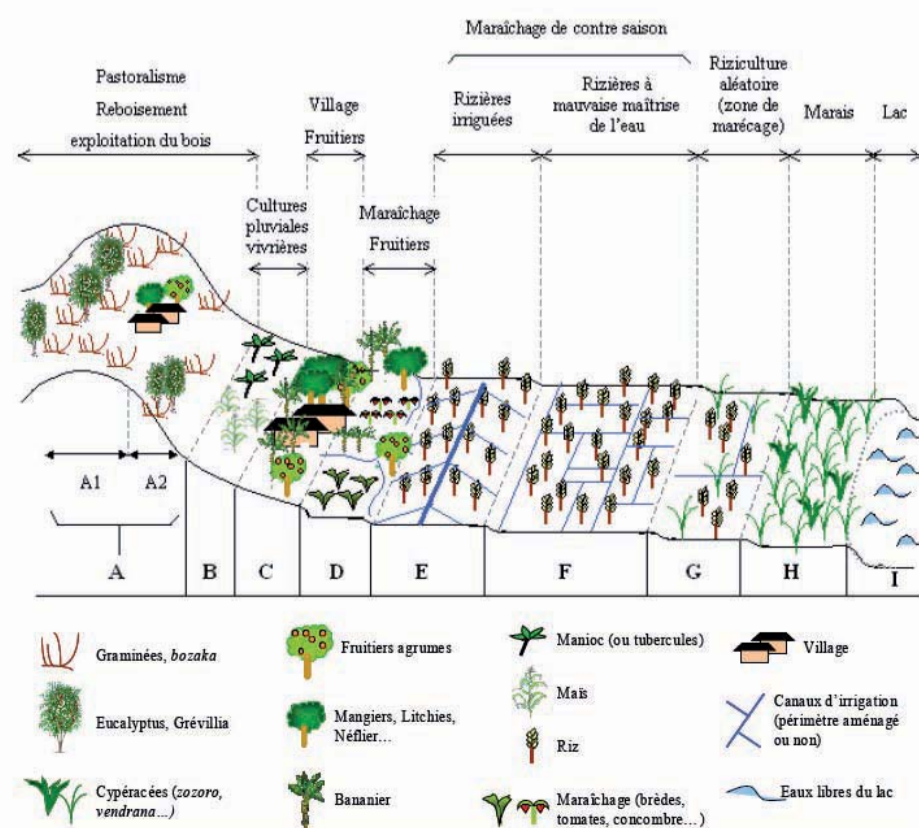 Maraîchage de contre saison
Pastoralisme
Reboisement
exploitation du bois
Village
Fruitiers
Rizières
irriguées
Rizières à
mauvaise maîtrise
de l'eau
Riziculture
aléatoire
(zone de
marécage)
Marais
Lac
Cultures
pluviales
vivrières
Maraîchage
Fruitiers
A1
A2
A
B
C
D
E
F
G
H
I
Graminées, bozaka
Eucalyptus, Grévillia
Cypéracées (zozoro,
vendrana...)
Fruitiers agrumes
Mangiers, Litchies,
Néflier...
Bananier
Manioc (ou tubercules)
Maïs
Riz
Maraîchage (brèdes,
tomates, concombre...)
Village
Canaux d'irrigation
(périmètre aménagé
ou non)
Eaux libres du lac